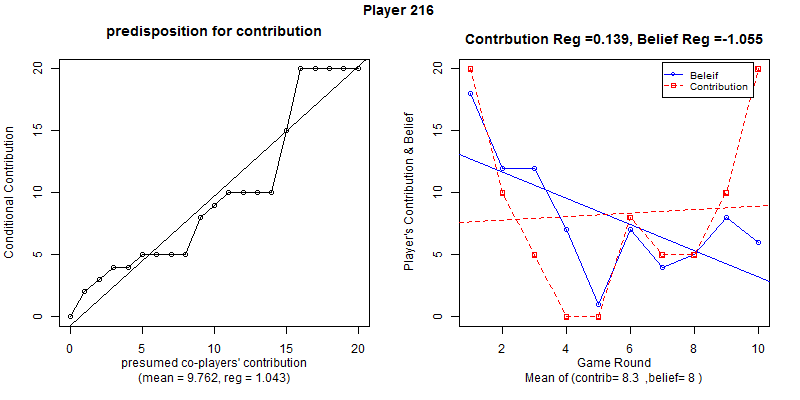 Player 216
predisposition for contribution
Conditional Contribution
20
15
10
5
0
0 5 10 15 20
presumed co-players' contribution
(mean = 9.762, reg = 1.043)
Contrbution Reg =0.139, Belief Reg =-1.055
Player's Contribution & Belief
20
15
10
5
0
Beleif
Contribution
2 4 6 8 10
Game Round
Mean of (contrib= 8.3 ,belief= 8 )